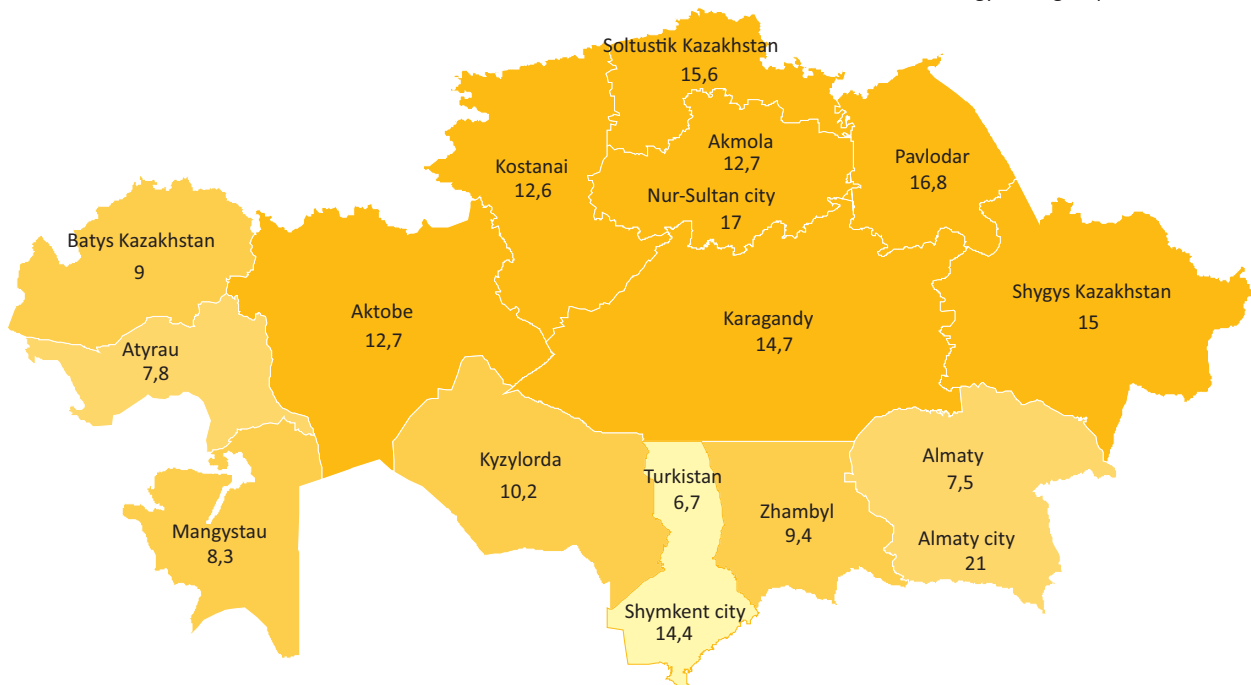 Soltustik Kazakhstan
15,6
Akmola
12,7
Nur-Sultan city
17
Kostanai
12,6
Pavlodar
16,8
Batys Kazakhstan
9
Aktobe
12,7
Atyrau
7,8
Karagandy
14,7
Shygys Kazakhstan
15
Mangystau
8,3
Kyzylorda
10,2
Turkistan
6,7
Zhambyl
9,4
Almaty
7,5
Almaty city
21
Shymkent city
14,4